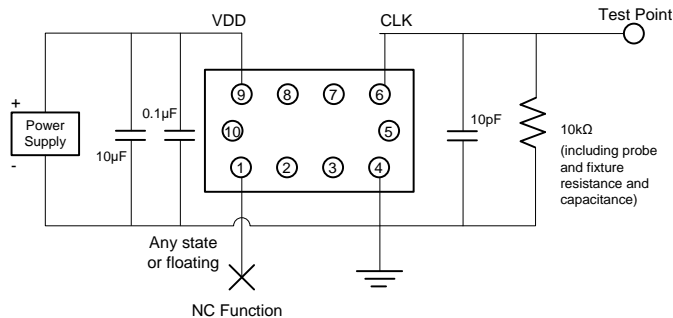 VDD
CLK
Test Point
+
Power
Supply
-
10µF
0.1µF
9
8
7
6
10
5
1
2
3
4
10pF
10kΩ
(including probe
and fixture
resistance and
capacitance)
Any state
or floating
NC Function